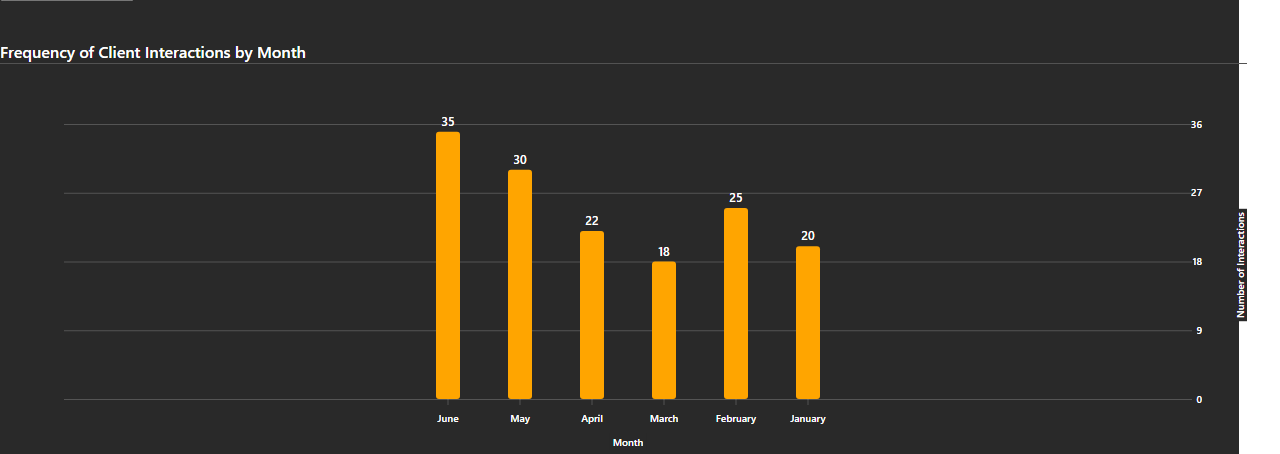 Frequency of Client Interactions by Month
35
30
22
18
25
20
36
27
18
9
0
Number of Interactions
June May April March February January
Month